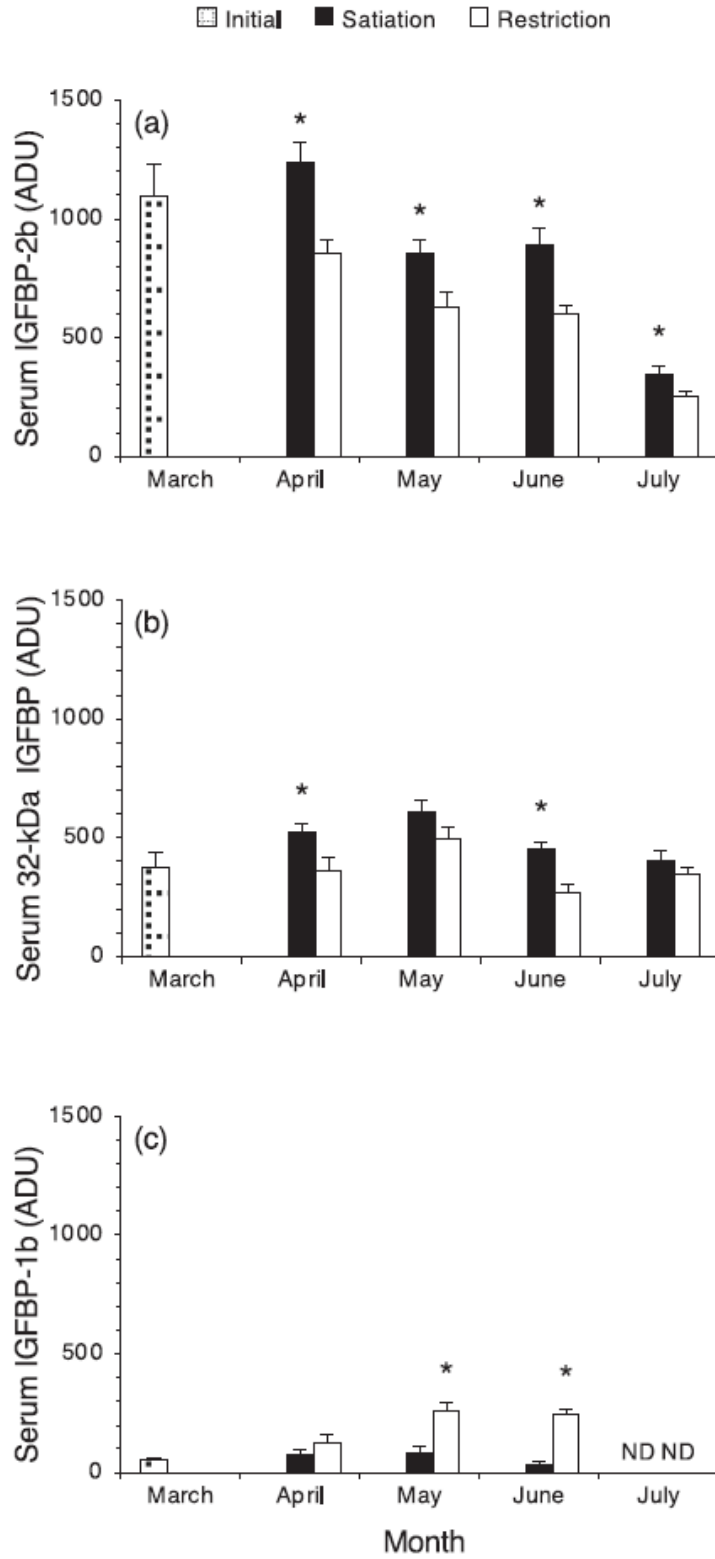 Initial Satiation Restriction
(a)
Serum IGFBP-2b (ADU)
1500
1000
500
0
* * * *
March April May June July
(b)
Serum 32-kDa IGFBP (ADU)
1500
1000
500
0
* *
March April May June July
(c)
Serum IGFBP-1b (ADU)
1500
1000
500
0
* *
ND ND
March April May June July
Month